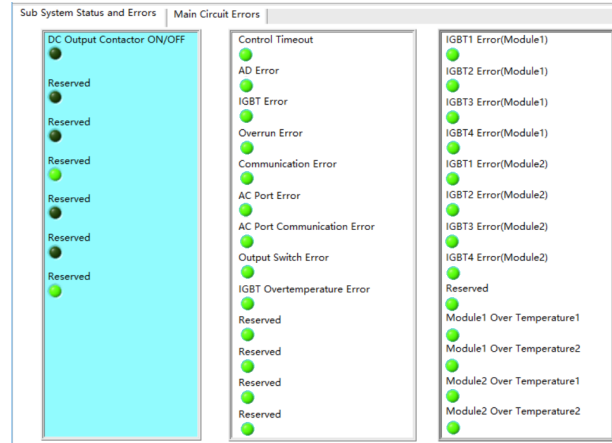 Sub System Status and Errors
Main Circuit Errors
DC Output Contactor ON/OFF
Reserved
Reserved
Reserved
Reserved
Reserved
Reserved
Control Timeout
AD Error
IGBT Error
Overrun Error
Communication Error
AC Port Error
AC Port Communication Error
Output Switch Error
IGBT Overtemperature Error
Reserved
Reserved
Reserved
Reserved
IGBT1 Error(Module1)
IGBT2 Error(Module1)
IGBT3 Error(Module1)
IGBT4 Error(Module1)
IGBT1 Error(Module2)
IGBT2 Error(Module2)
IGBT3 Error(Module2)
IGBT4 Error(Module2)
Reserved
Module1 Over Temperature1
Module1 Over Temperature2
Module2 Over Temperature1
Module2 Over Temperature2